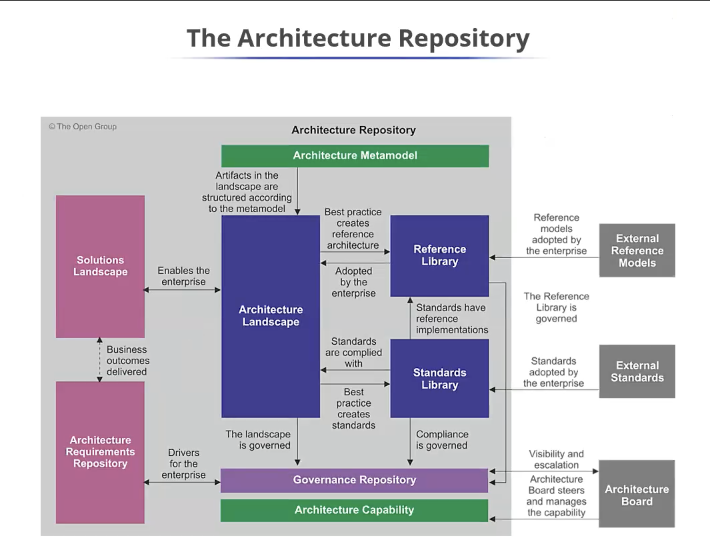 The Architecture Repository
© The Open Group
Architecture Repository
Architecture Metamodel
Artifacts in the
landscape are
structured according
to the metamodel
Best practice
creates
reference
architecture
Reference
models
adopted by
the enterprise
External
Reference
Models
Solutions
Landscape
Enables the
enterprise
Architecture
Landscape
Reference
Library
Adopted
by the
enterprise
The Reference
Library is
governed
Standards have
reference
implementations
Business
outcomes
delivered
Standards
are complied
with
Standards
Library
Standards
adopted by
the enterprise
External
Standards
Best
practice
creates
standards
Architecture
Requirements
Repository
Drivers
for the
enterprise
The landscape
is governed
Compliance
is governed
Governance Repository
Visibility and
escalation
Architecture
Board steers
and manages
the capability
Architecture
Board
Architecture Capability